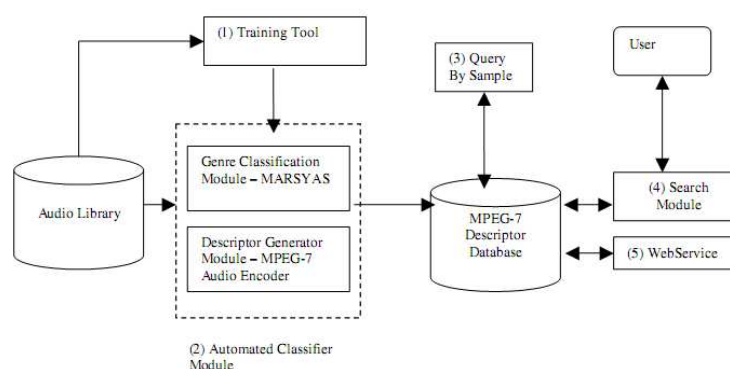 (1) Training Tool
(3) Query
By Sample
User
Genre Classification
Module – MARSYAS
Audio Library
Descriptor Generator
Module – MPEG-7
Audio Encoder
MPEG-7
Descriptor
Database
(4) Search
Module
(5) WebService
(2) Automated Classifier
Module